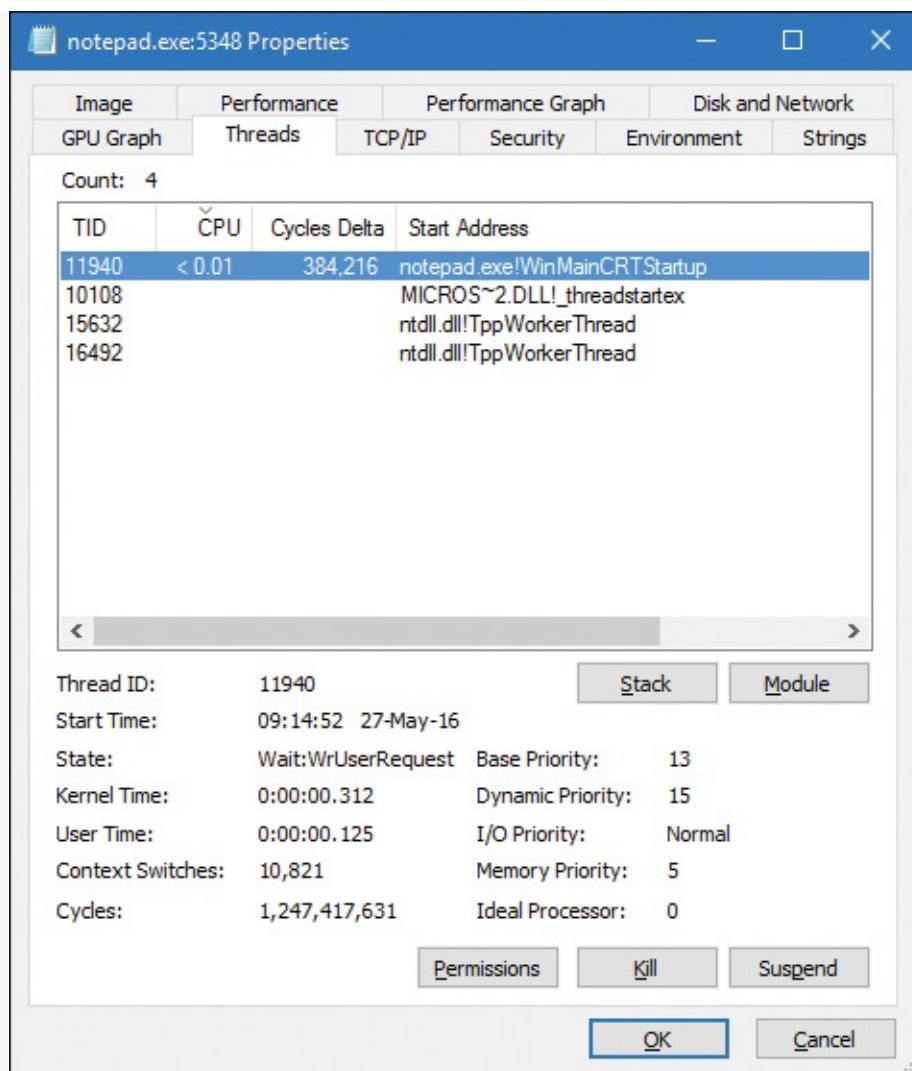 notepad.exe:5348 Properties
Image Performance Performance Graph Disk and Network
GPU Graph Threads TCP/IP Security Environment Strings
Count: 4
TID CPU Cycles Delta Start Address
11940 < 0.01 384,216 notepad.exe!WinMainCRTStartup
10108 MICROS~2.DLL!_threadstartex
15632 ntdll.dll!TppWorkerThread
16492 ntdll.dll!TppWorkerThread
Thread ID: 11940 Stack Module
Start Time: 09:14:52 27-May-16
State: Wait:WrUserRequest Base Priority: 13
Kernel Time: 0:00:00.312 Dynamic Priority: 15
User Time: 0:00:00.125 I/O Priority: Normal
Context Switches: 10,821 Memory Priority: 5
Cycles: 1,247,417,631 Ideal Processor: 0
Permissions Kill Suspend
OK Cancel